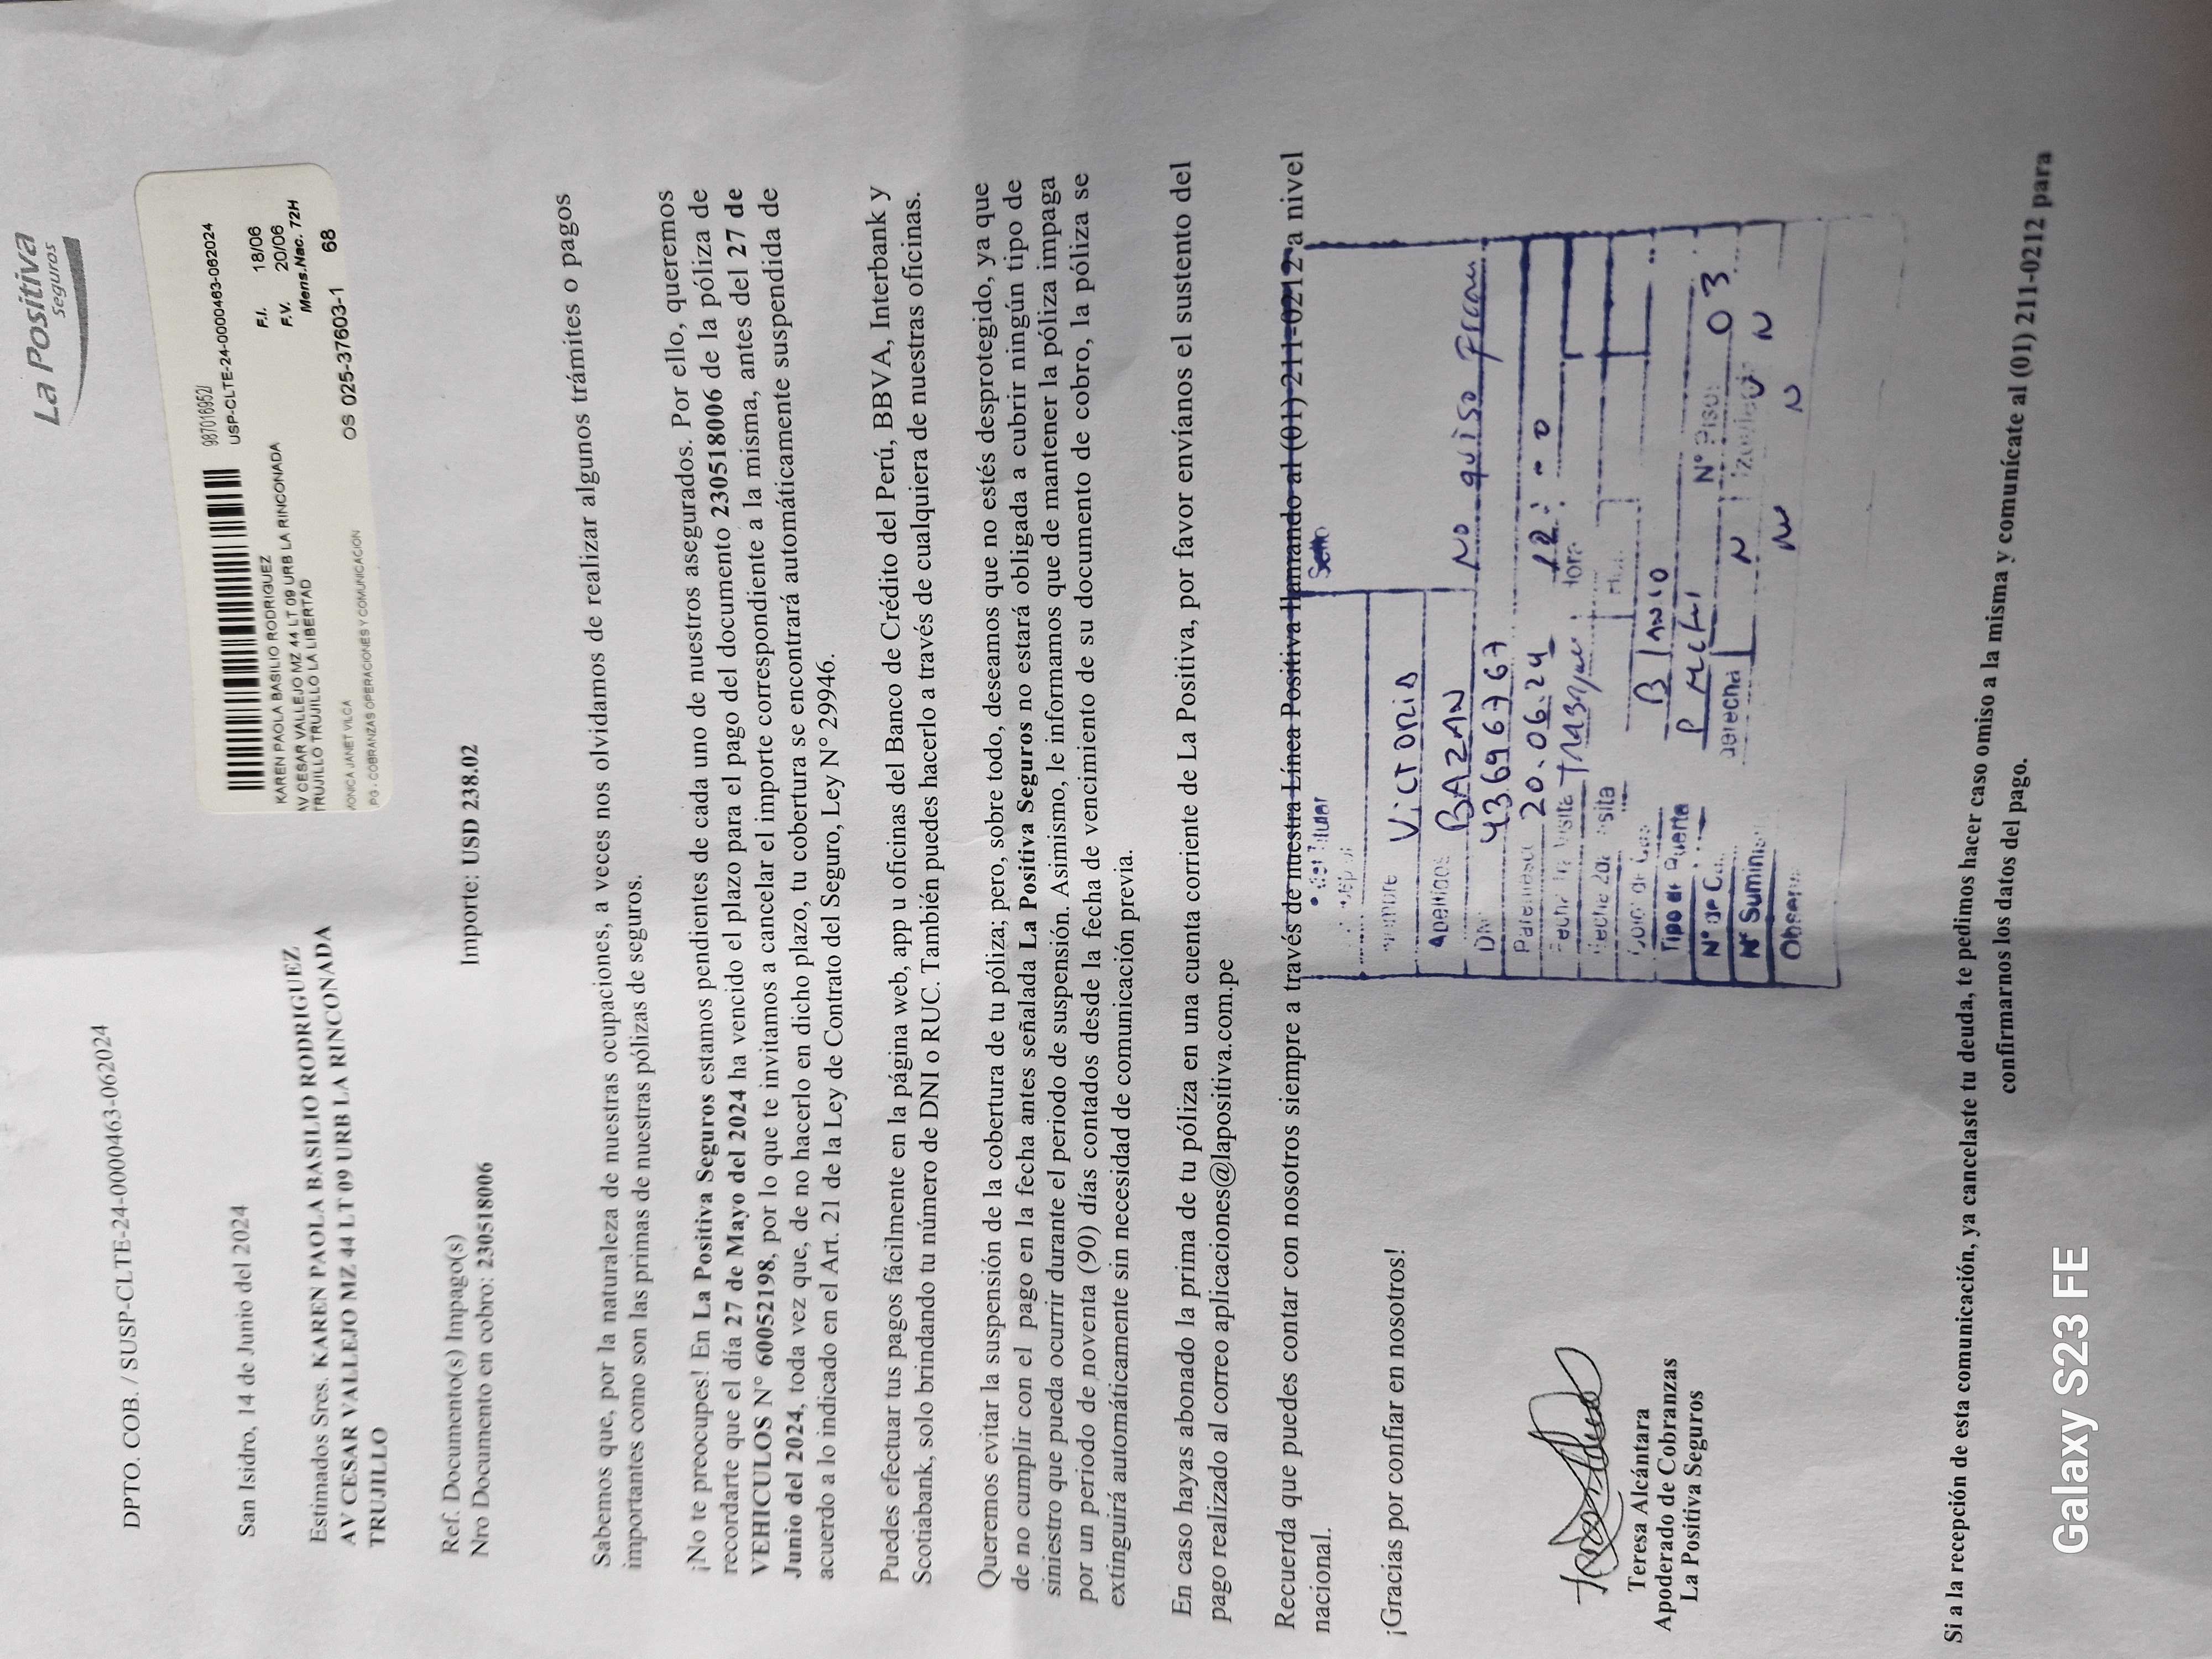 La Positiva
Seguros
DPTO. COB. / SUSP-CLTE-24-0000463-062024
987016952
USP-CLTE-24-0000463-062024
KAREN PAOLA BASILIO RODRIGUEZ
AV CESAR VALLEJO MZ 44 LT 09 URB LA RINCONADA
TRUJILLO TRUJILLO LA LIBERTAD
F.I. 18/06
F.V. 20/06
Mens.Nac. 72H
MONICA JANET VILCA
OS 025-37603-1 68
PG - COBRANZAS OPERACIONES Y COMUNICACION
San Isidro, 14 de Junio del 2024
Estimados Sres. KAREN PAOLA BASILIO RODRIGUEZ
AV CESAR VALLEJO MZ 44 LT 09 URB LA RINCONADA
TRUJILLO
Ref. Documento(s) Impago(s)
Nro Documento en cobro: 230518006 Importe: USD 238.02
Sabemos que, por la naturaleza de nuestras ocupaciones, a veces nos olvidamos de realizar algunos trámites o pagos
importantes como son las primas de nuestras pólizas de seguros.
¡No te preocupes! En La Positiva Seguros estamos pendientes de cada uno de nuestros asegurados. Por ello, queremos
recordarte que el día 27 de Mayo del 2024 ha vencido el plazo para el pago del documento 230518006 de la póliza de
VEHICULOS N° 60052198, por lo que te invitamos a cancelar el importe correspondiente a la misma, antes del 27 de
Junio del 2024, toda vez que, de no hacerlo en dicho plazo, tu cobertura se encontrará automáticamente suspendida de
acuerdo a lo indicado en el Art. 21 de la Ley de Contrato del Seguro, Ley N° 29946.
Puedes efectuar tus pagos fácilmente en la página web, app u oficinas del Banco de Crédito del Perú, BBVA, Interbank y
Scotiabank, solo brindando tu número de DNI o RUC. También puedes hacerlo a través de cualquiera de nuestras oficinas.
Queremos evitar la suspensión de la cobertura de tu póliza; pero, sobre todo, deseamos que no estés desprotegido, ya que
de no cumplir con el pago en la fecha antes señalada La Positiva Seguros no estará obligada a cubrir ningún tipo de
siniestro que pueda ocurrir durante el periodo de suspensión. Asimismo, le informamos que de mantener la póliza impaga
por un periodo de noventa (90) días contados desde la fecha de vencimiento de su documento de cobro, la póliza se
extinguirá automáticamente sin necesidad de comunicación previa.
En caso hayas abonado la prima de tu póliza en una cuenta corriente de La Positiva, por favor envíanos el sustento del
pago realizado al correo aplicaciones@lapositiva.com.pe
Recuerda que puedes contar con nosotros siempre a través de nuestra Línea Positiva llamando al (01) 211-0212 a nivel
nacional.
¡Gracias por confiar en nosotros!
Titular
Nombre VICTORIA
Apellidos BAZAN
DNI 43696767 No quiso
20.06.24 12:
Hora
BLANCO
Tipo de Puerta
N° de N° Piso: 03
Derecha Izquierda
N° Suminis N N
Observ N N
Teresa Alcántara
Apoderado de Cobranzas
La Positiva Seguros
Si a la recepción de esta comunicación, ya cancelaste tu deuda, te pedimos hacer caso omiso a la misma y comunícate al (01) 211-0212 para
confirmarnos los datos del pago.
Galaxy S23 FE